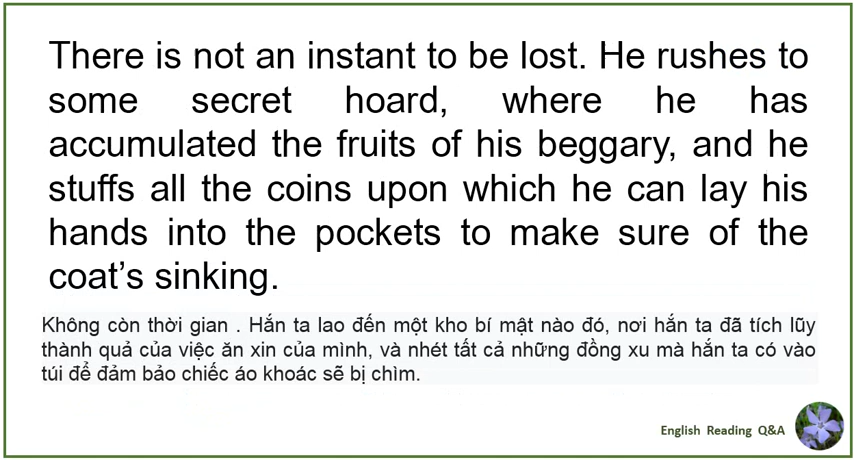 There is not an instant to be lost. He rushes to
some secret hoard, where he has
accumulated the fruits of his beggary, and he
stuffs all the coins upon which he can lay his
hands into the pockets to make sure of the
coat’s sinking.
Không còn thời gian . Hắn ta lao đến một kho bí mật nào đó, nơi hắn ta đã tích lũy
thành quả của việc ăn xin của mình, và nhét tất cả những đồng xu mà hắn ta có vào
túi để đảm bảo chiếc áo khoác sẽ bị chìm.
English Reading Q&A